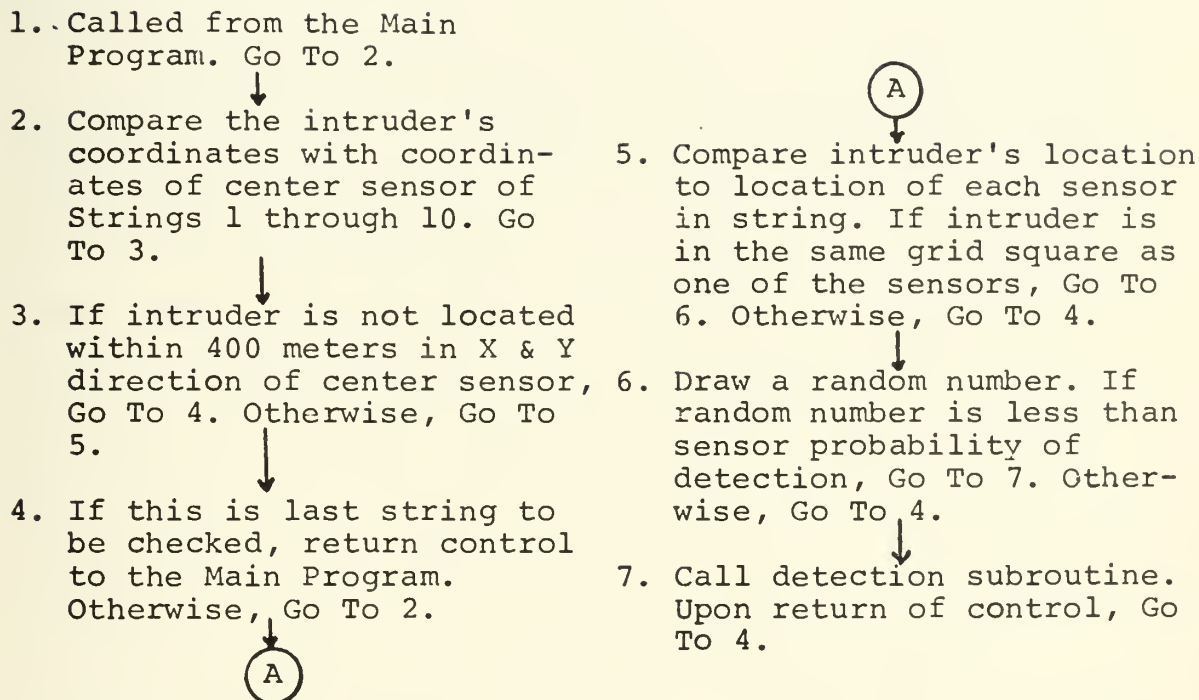 1. Called from the Main
Program. Go To 2.
2. Compare the intruder's
coordinates with coordin-
ates of center sensor of
Strings 1 through 10. Go
To 3.
3. If intruder is not located
within 400 meters in X & Y
direction of center sensor,
Go To 4. Otherwise, Go To
5.
4. If this is last string to
be checked, return control
to the Main Program.
Otherwise, Go To 2.
A
A
5. Compare intruder's location
to location of each sensor
in string. If intruder is
in the same grid square as
one of the sensors, Go To
6. Otherwise, Go To 4.
6. Draw a random number. If
random number is less than
sensor probability of
detection, Go To 7. Other-
wise, Go To 4.
7. Call detection subroutine.
Upon return of control, Go
To 4.